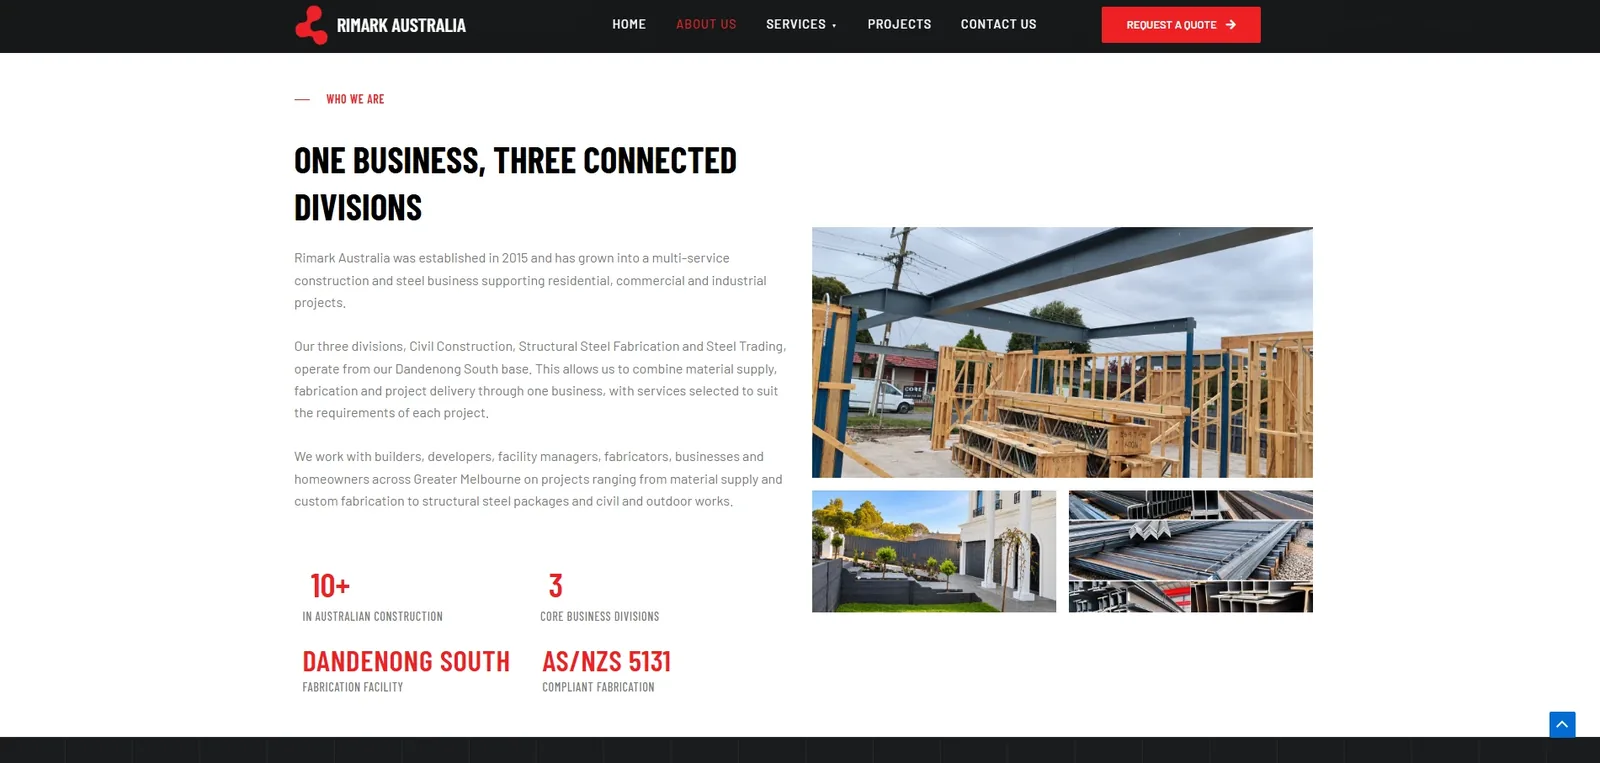 RIMARK AUSTRALIA
HOME
ABOUT US
SERVICES
PROJECTS
CONTACT US
REQUEST A QUOTE
WHO WE ARE
ONE BUSINESS, THREE CONNECTED
DIVISIONS
Rimark Australia was established in 2015 and has grown into a multi-service
construction and steel business supporting residential, commercial and industrial
projects.
Our three divisions, Civil Construction, Structural Steel Fabrication and Steel Trading,
operate from our Dandenong South base. This allows us to combine material supply,
fabrication and project delivery through one business, with services selected to suit
the requirements of each project.
We work with builders, developers, facility managers, fabricators, businesses and
homeowners across Greater Melbourne on projects ranging from material supply and
custom fabrication to structural steel packages and civil and outdoor works.
10+
IN AUSTRALIAN CONSTRUCTION
3
CORE BUSINESS DIVISIONS
DANDENONG SOUTH
FABRICATION FACILITY
AS/NZS 5131
COMPLIANT FABRICATION
CORE